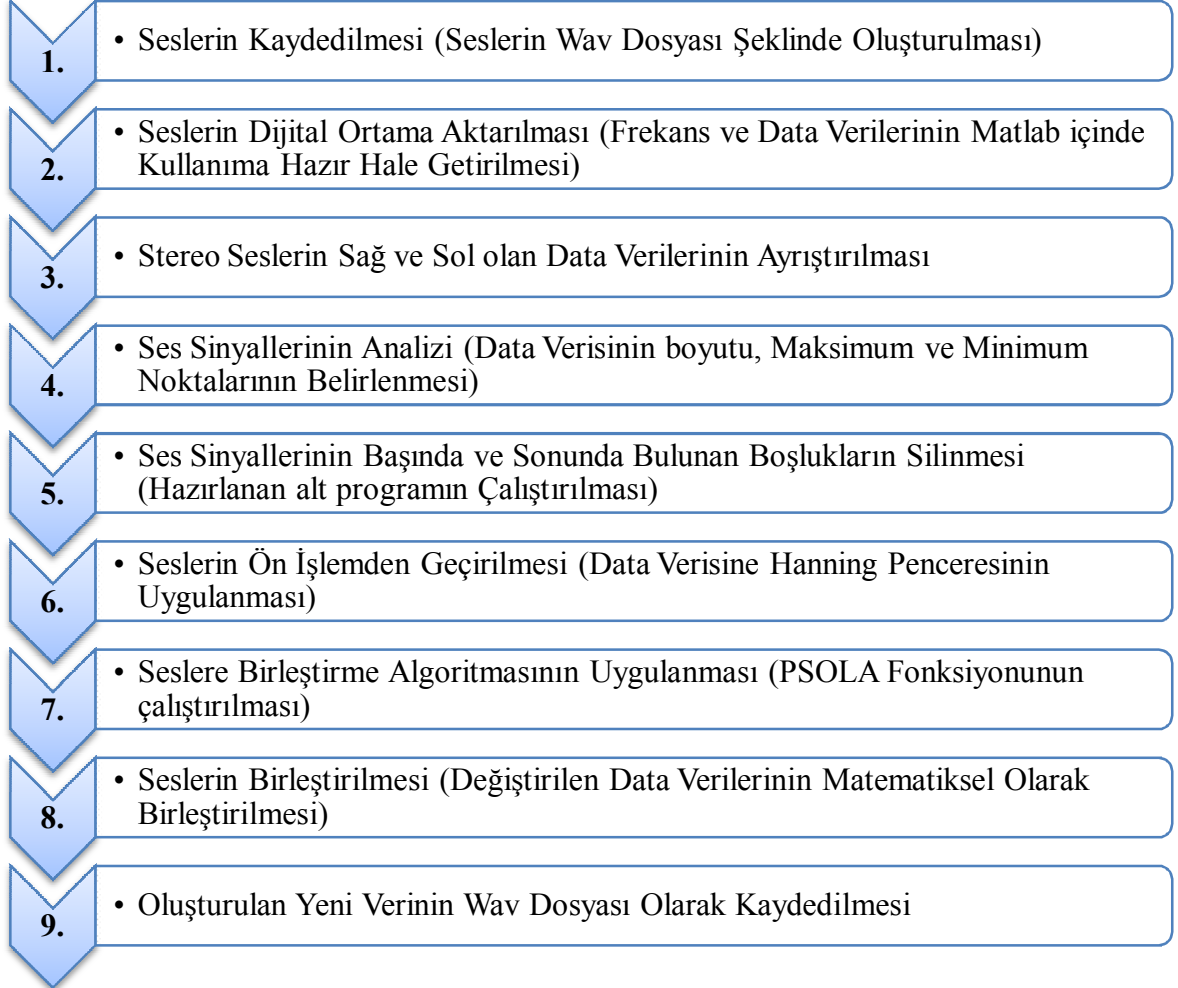 1.
• Seslerin Kaydedilmesi (Seslerin Wav Dosyası Şeklinde Oluşturulması)
2.
• Seslerin Dijital Ortama Aktarılması (Frekans ve Data Verilerinin Matlab içinde
Kullanıma Hazır Hale Getirilmesi)
3.
• Stereo Seslerin Sağ ve Sol olan Data Verilerinin Ayrıştırılması
4.
• Ses Sinyallerinin Analizi (Data Verisinin boyutu, Maksimum ve Minimum
Noktalarının Belirlenmesi)
5.
• Ses Sinyallerinin Başında ve Sonunda Bulunan Boşlukların Silinmesi
(Hazırlanan alt programın Çalıştırılması)
6.
• Seslerin Ön İşlemden Geçirilmesi (Data Verisine Hanning Penceresinin
Uygulanması)
7.
• Seslere Birleştirme Algoritmasının Uygulanması (PSOLA Fonksiyonunun
çalıştırılması)
8.
• Seslerin Birleştirilmesi (Değiştirilen Data Verilerinin Matematiksel Olarak
Birleştirilmesi)
9.
• Oluşturulan Yeni Verinin Wav Dosyası Olarak Kaydedilmesi